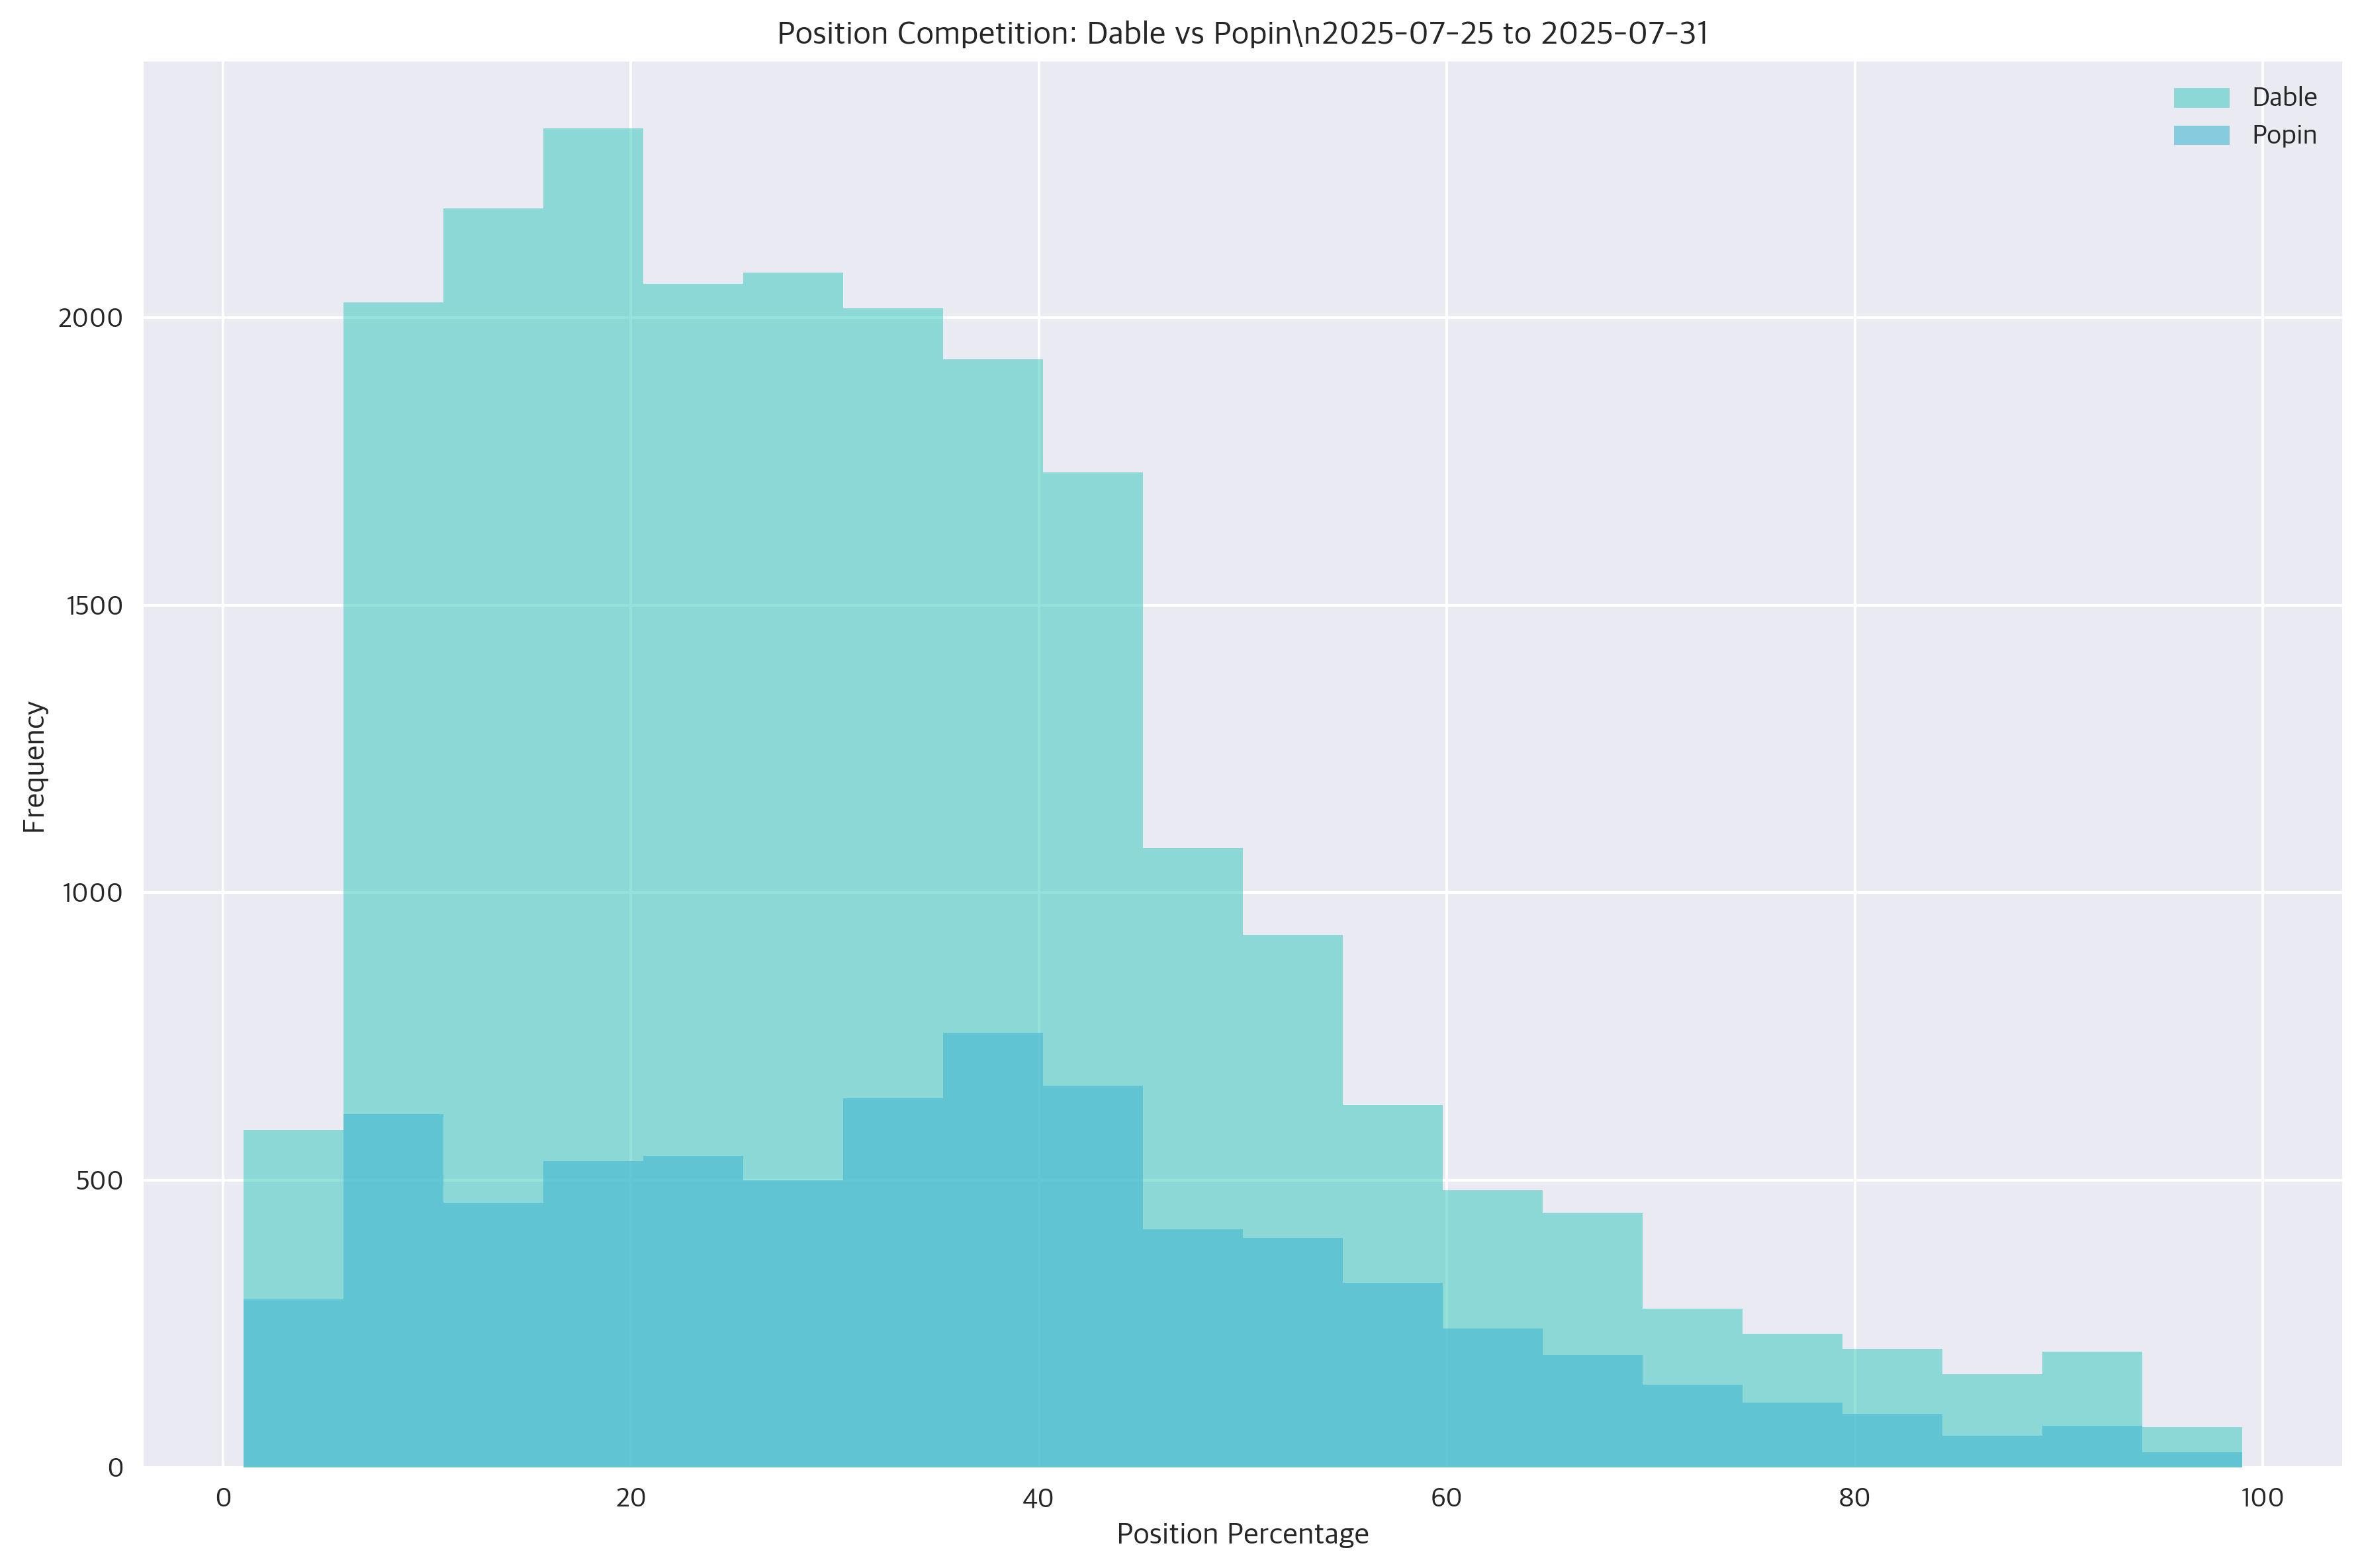 Position Competition: Dable vs Popin\n2025-07-25 to 2025-07-31
Dable
Popin
Frequency
2000
1500
1000
500
0
0 20 40 60 80 100
Position Percentage